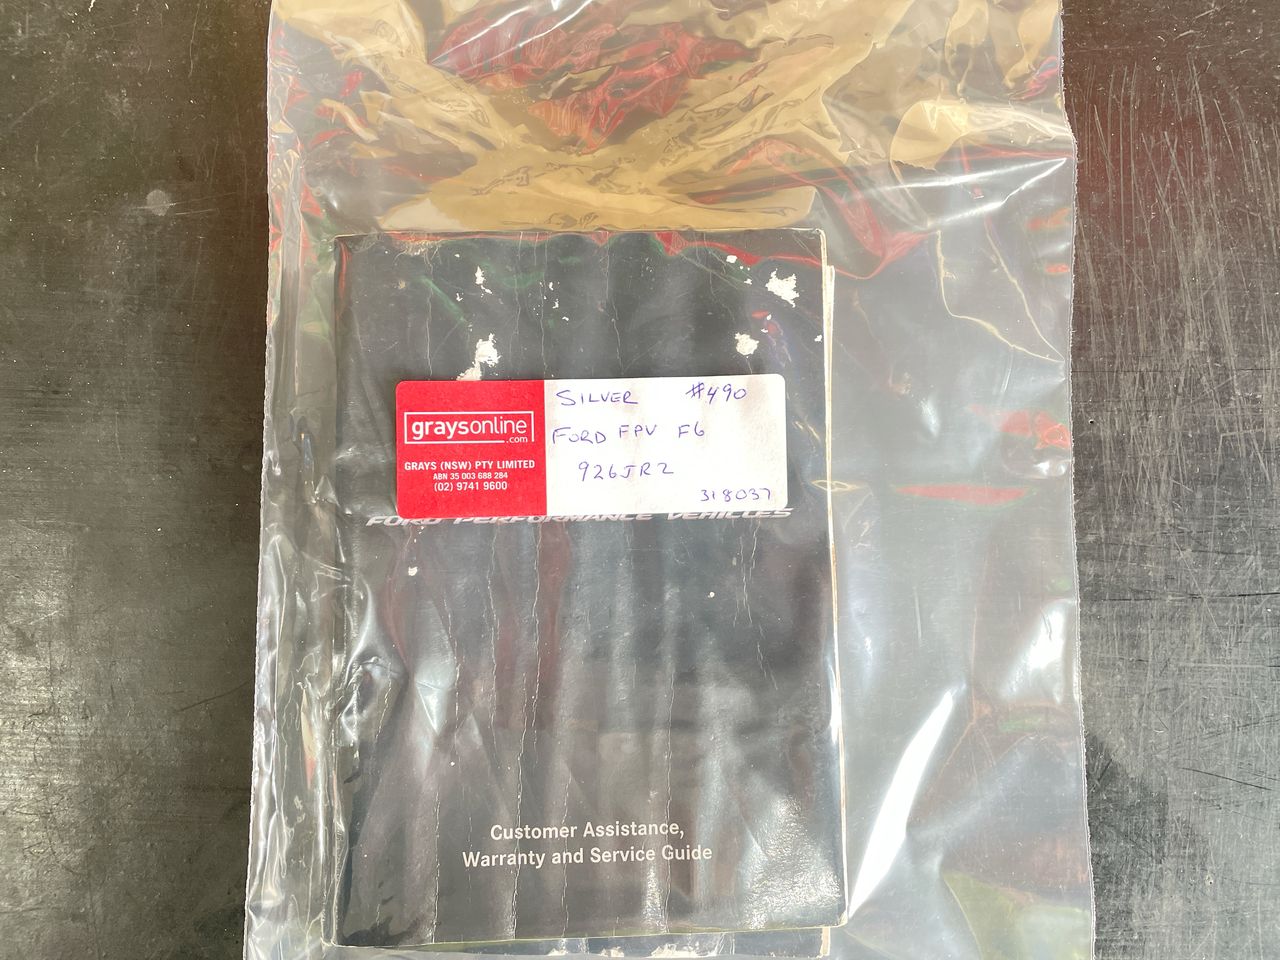 SILVER #490
graysonline
.com
FORD FPV F6
GRAYS (NSW) PTY LIMITED
ABN 35 003 688 284
(02) 9741 9600
926JRZ
318037
FORD PERFORMANCE VEHICLES
Customer Assistance,
Warranty and Service Guide